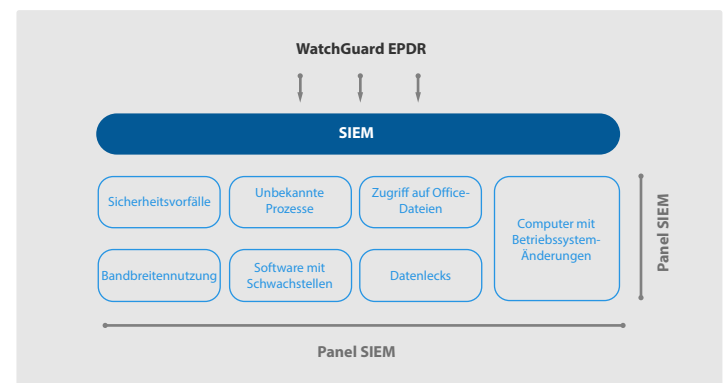 WatchGuard EPDR
SIEM
Sicherheitsvorfälle
Unbekannte
Prozesse
Zugriff auf Office-
Dateien
Computer mit
Betriebssystem-
Änderungen
Bandbreitennutzung
Software mit
Schwachstellen
Datenlecks
Panel SIEM
Panel SIEM